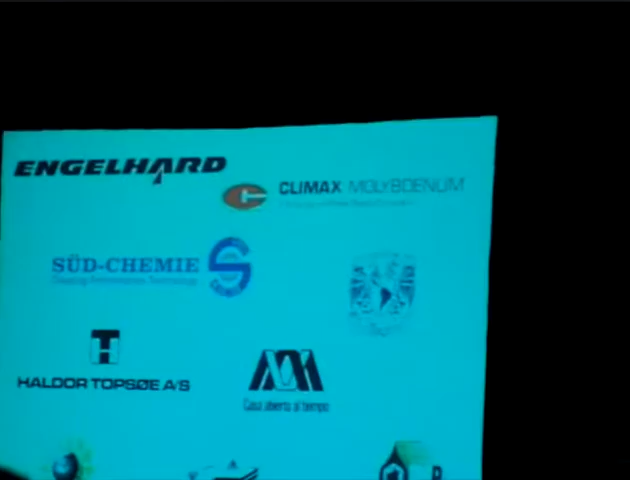 ENGELHARD
CLIMAX MOLYBDENUM
SÜD-CHEMIE
HALDOR TOPSØE A/S
Casa abierta al tiempo